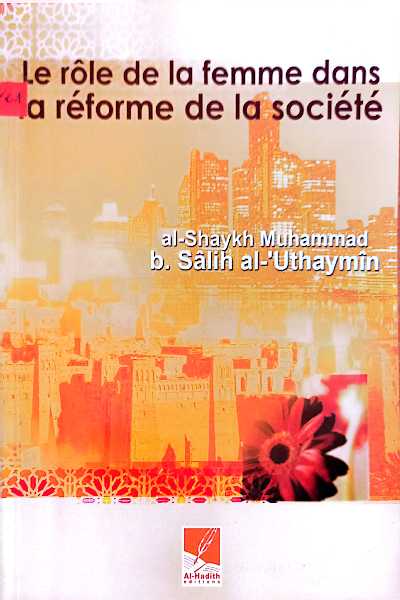 Le rôle de la femme dans
la réforme de la société
al-Shaykh Muhammad
b. Sâlih al-'Uthaymîn
Al-Hadith
editions